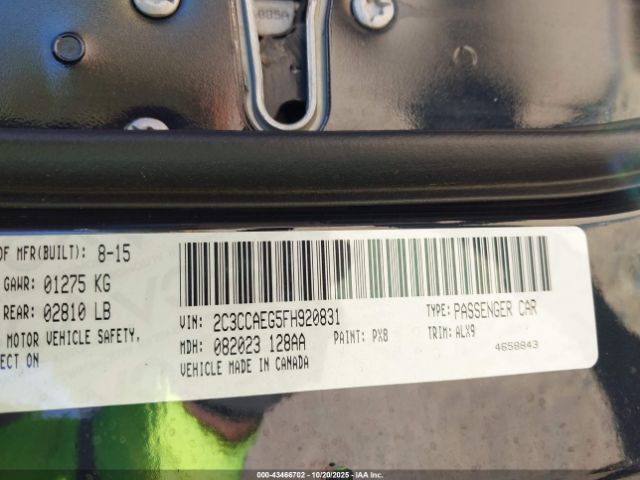 OF MFR(BUILT): 8-15
GAWR: 01275 KG
REAR: 02810 LB
MOTOR VEHICLE SAFETY,
ECT ON
VIN: 2C3CCAEG5FH920831
TYPE: PASSENGER CAR
MDH: 082023 128AA
PAINT: PX8
TRIM: ALX9
VEHICLE MADE IN CANADA
4658843
000-43466702 | 10/20/2025 | IAA Inc.